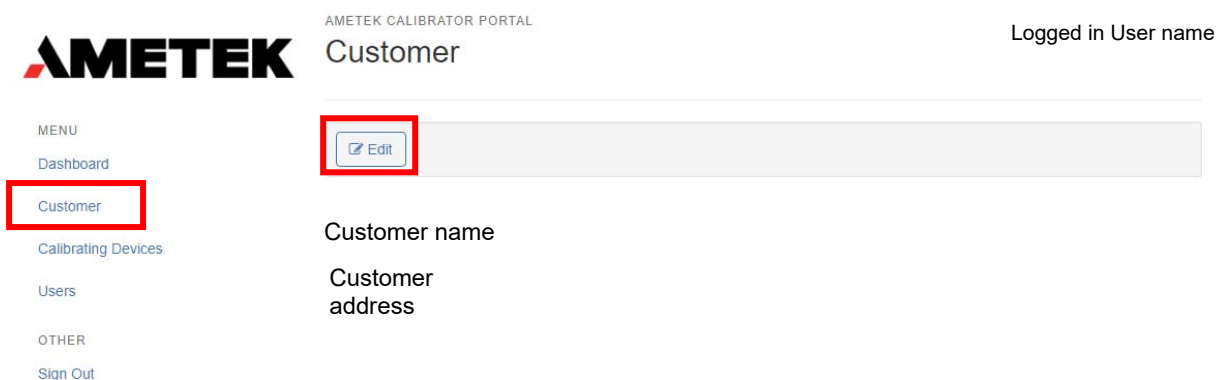 AMETEK
AMETEK CALIBRATOR PORTAL
Customer
Logged in User name
MENU
Dashboard
Customer
Calibrating Devices
Users
OTHER
Sign Out
Edit
Customer name
Customer
address